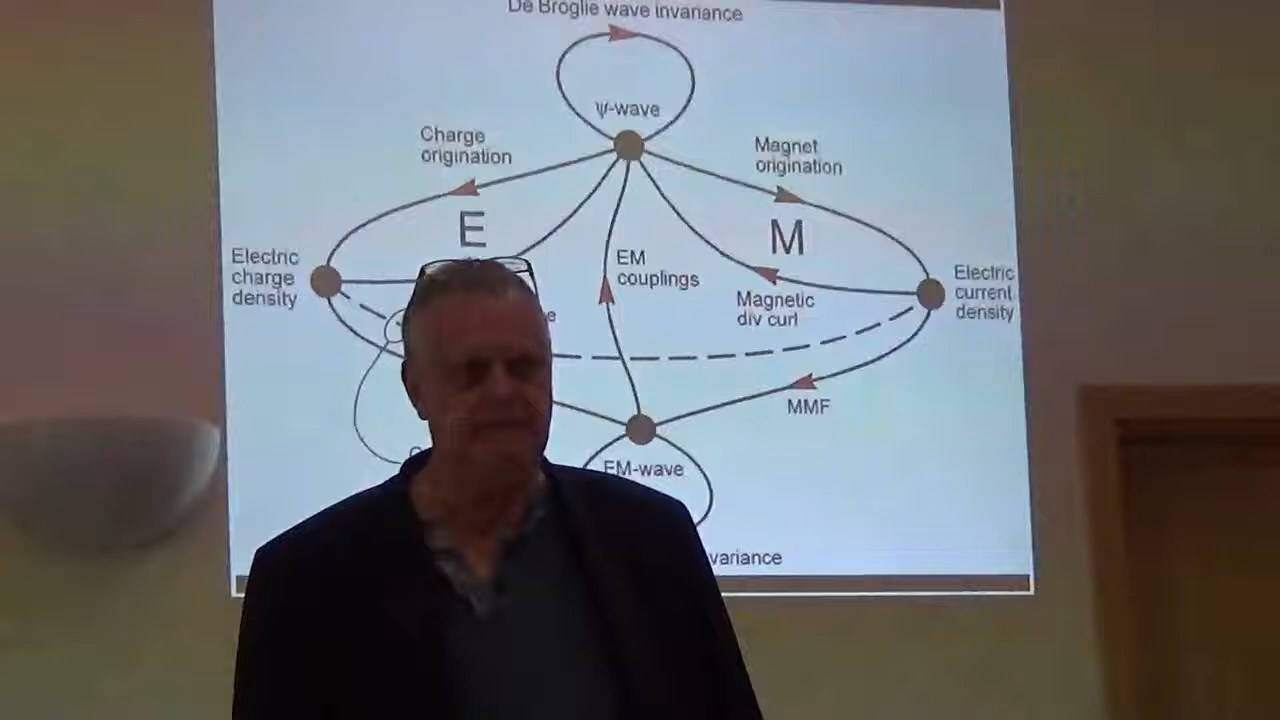 De Broglie wave invariance
ψ-wave
Charge
origination
Magnet
origination
E
M
Electric
charge
density
EM
couplings
Magnetic
div curl
Electric
current
density
MMF
EM-wave